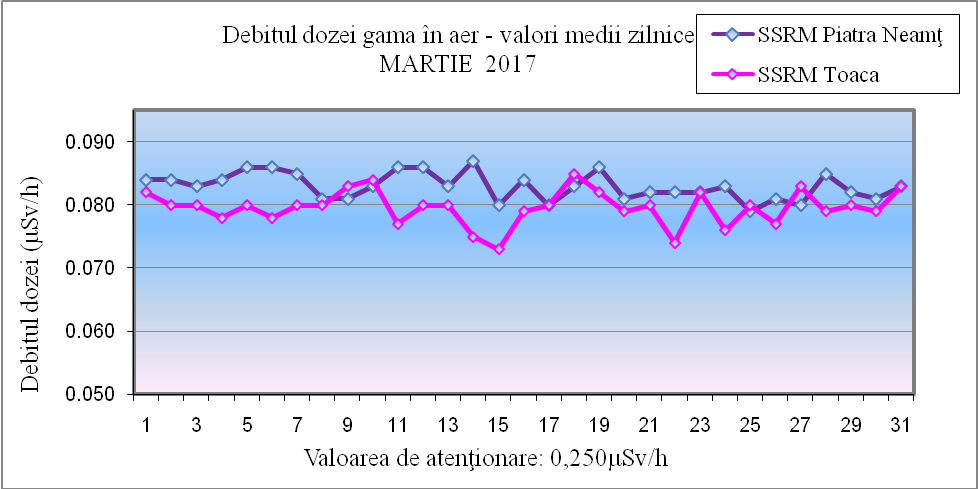 Debitul dozei gama în aer - valori medii zilnice
MARTIE 2017
SSRM Piatra Neamţ
SSRM Toaca
Debitul dozei (µSv/h)
0.090
0.080
0.070
0.060
0.050
1 3 5 7 9 11 13 15 17 19 21 23 25 27 29 31
Valoarea de atenţionare: 0,250µSv/h